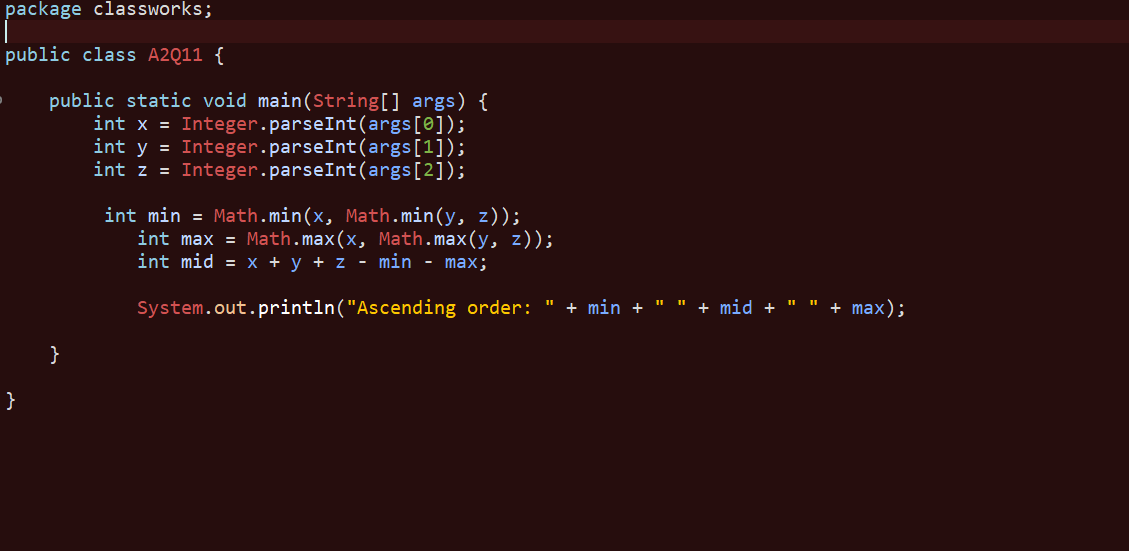 package classworks;
public class A2Q11 {
public static void main(String[] args) {
int x = Integer.parseInt(args[0]);
int y = Integer.parseInt(args[1]);
int z = Integer.parseInt(args[2]);
int min = Math.min(x, Math.min(y, z));
int max = Math.max(x, Math.max(y, z));
int mid = x + y + z - min - max;
System.out.println("Ascending order: " + min + " " + mid + " " + max);
}
}